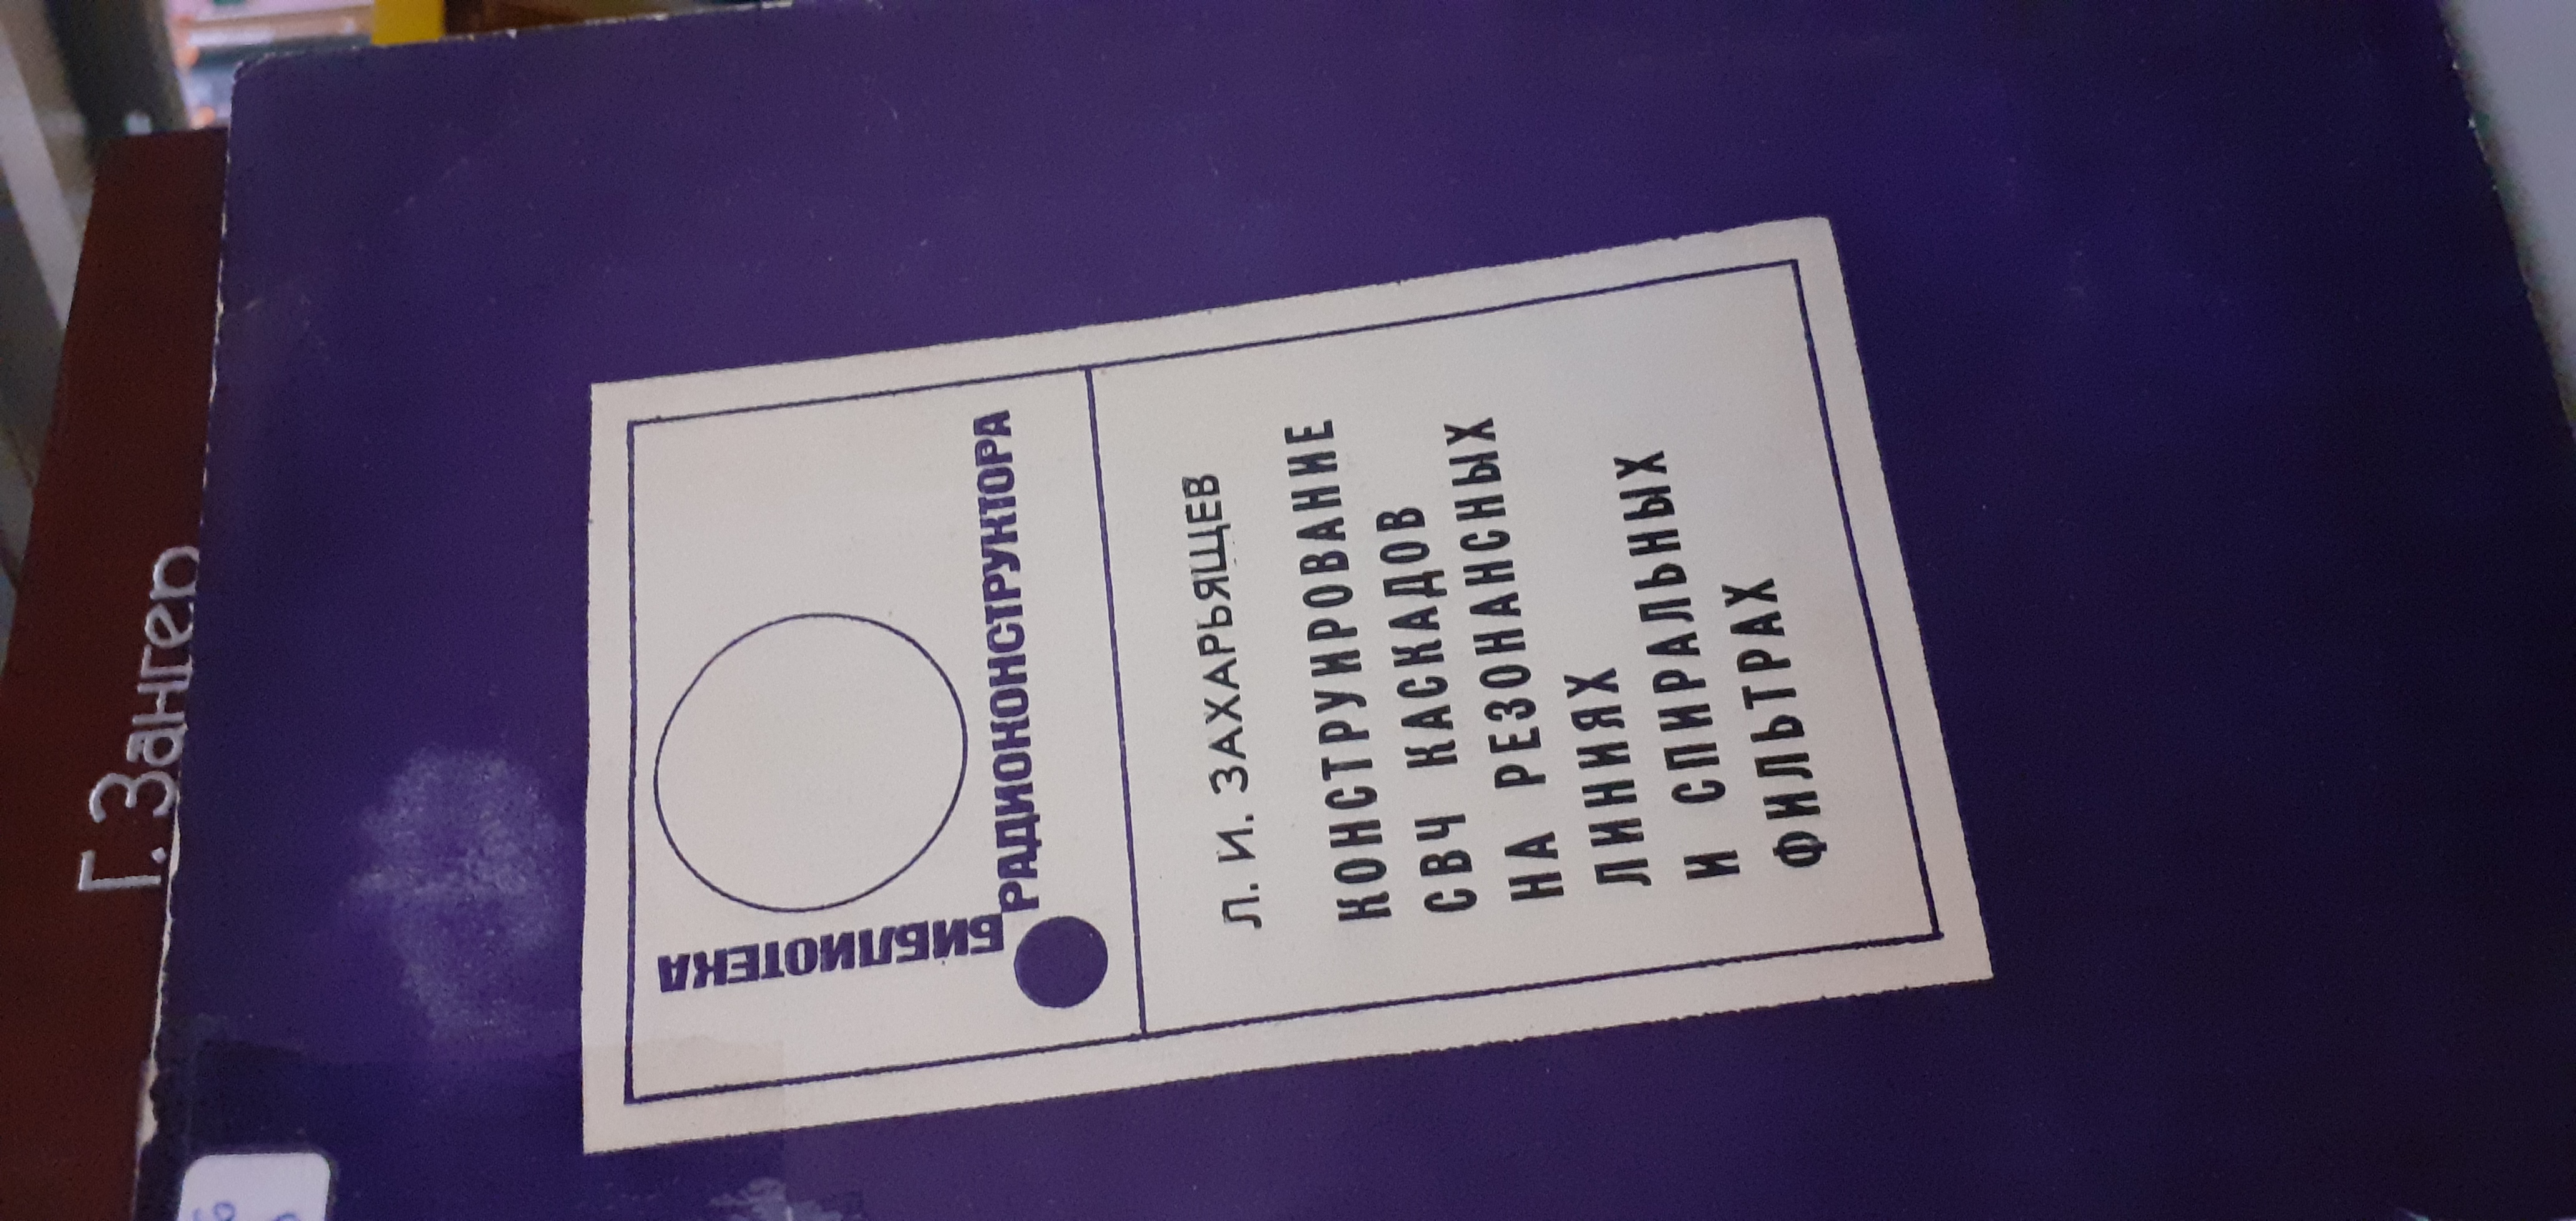 БИБЛИОТЕКА
РАДИОКОНСТРУКТОРА
Л. И. ЗАХАРЬЯЩЕВ
КОНСТРУИРОВАНИЕ
СВЧ КАСКАДОВ
НА РЕЗОНАНСНЫХ
ЛИНИЯХ
И СПИРАЛЬНЫХ
ФИЛЬТРАХ
Г. Зангер